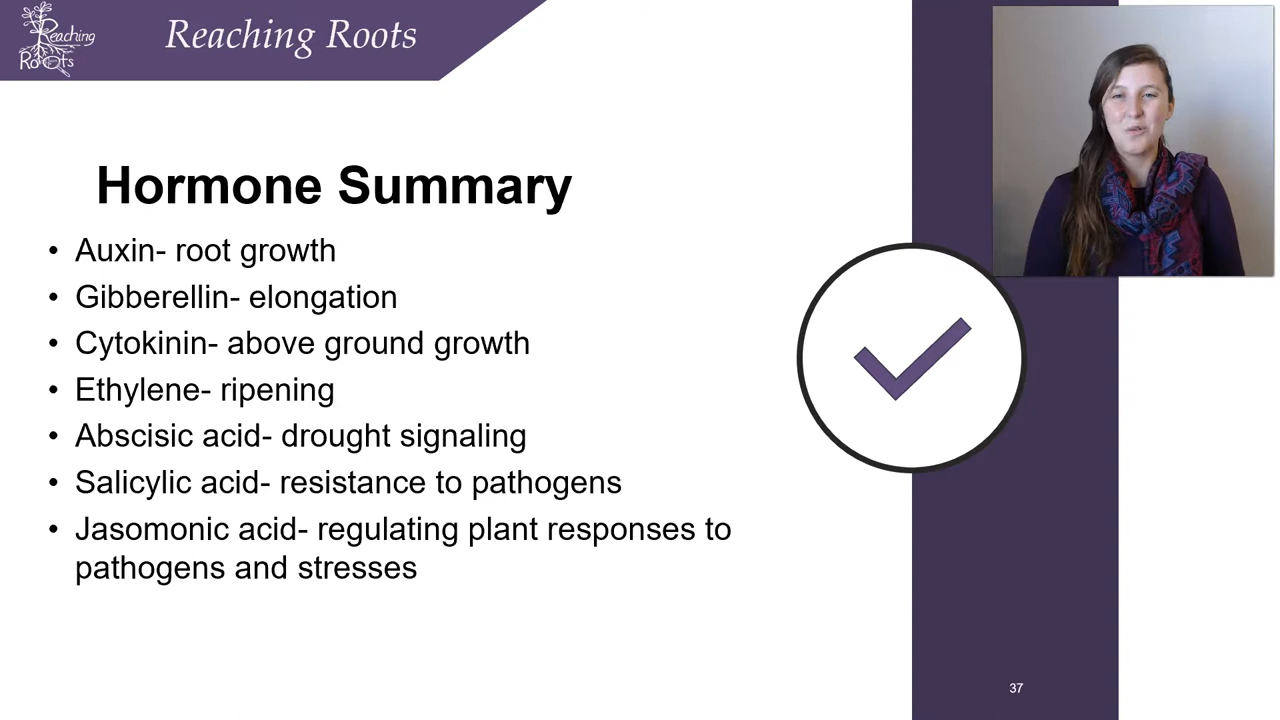 Reaching
Roots
Reaching Roots
Hormone Summary
• Auxin- root growth
• Gibberellin- elongation
• Cytokinin- above ground growth
• Ethylene- ripening
• Abscisic acid- drought signaling
• Salicylic acid- resistance to pathogens
• Jasomonic acid- regulating plant responses to
pathogens and stresses
37